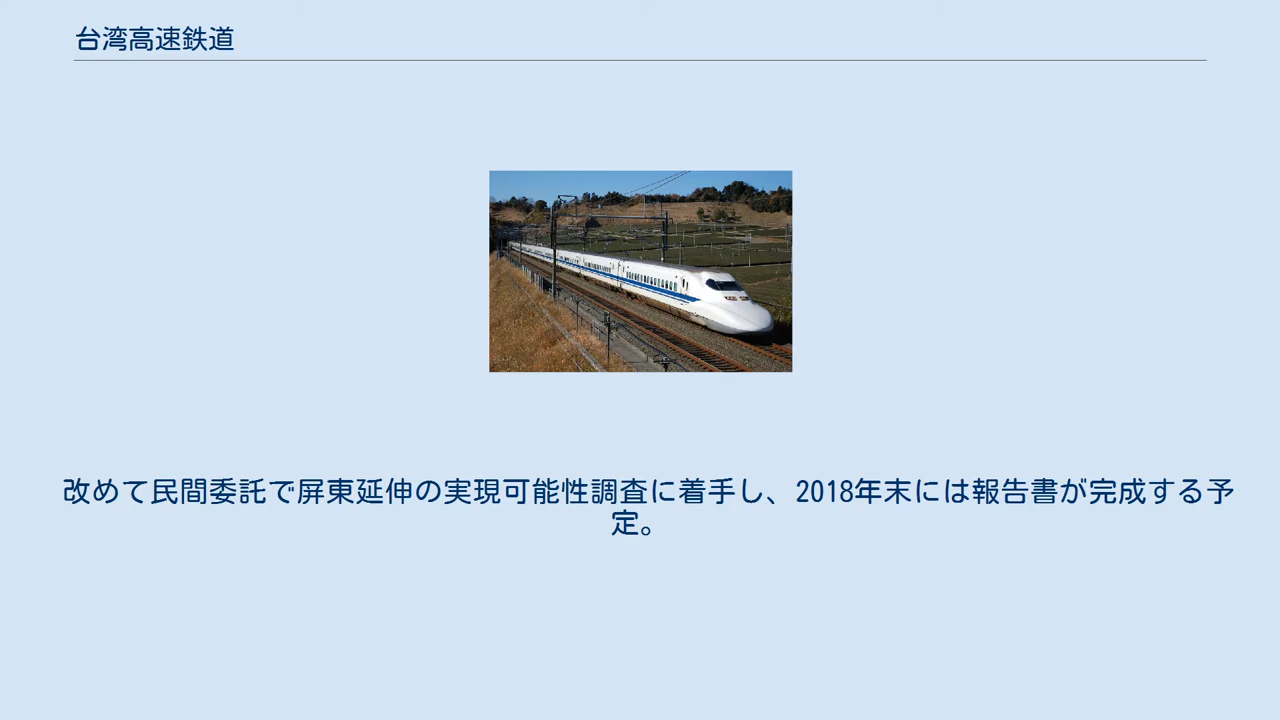 台湾高速鉄道
改めて民間委託で屏東延伸の実現可能性調査に着手し、2018年末には報告書が完成する予
定。